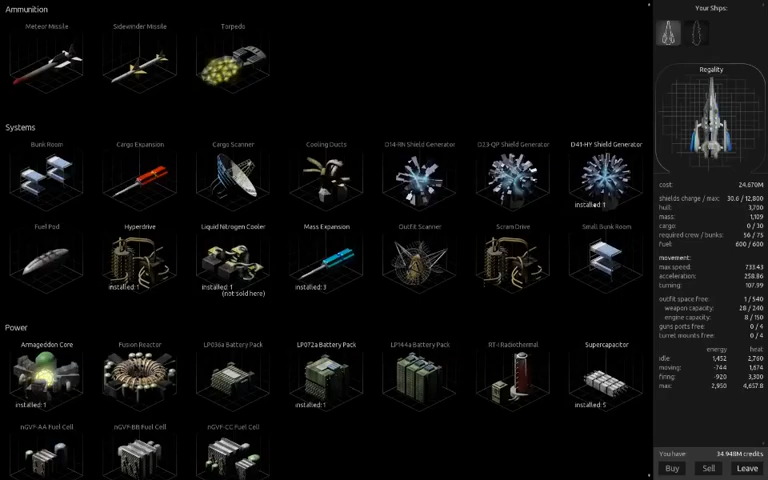 Ammunition
Meteor Missile Sidewinder Missile Torpedo
Systems
Bunk Room Cargo Expansion Cargo Scanner Cooling Ducts D14-RN Shield Generator D23-QP Shield Generator D41-HY Shield Generator
installed: 1
Fuel Pod Hyperdrive Liquid Nitrogen Cooler Mass Expansion Outfit Scanner Scram Drive Small Bunk Room
installed: 1 installed: 1 installed: 3
(not sold here)
Power
Armageddon Core Fusion Reactor LP036a Battery Pack LP072a Battery Pack LP144a Battery Pack RT-I Radiothermal Supercapacitor
installed: 1 installed: 1 installed: 5
nGVF-AA Fuel Cell nGVF-BB Fuel Cell nGVF-CC Fuel Cell
Your Ships:
Regality
cost: 24.670M
shields charge / max: 30.6 / 12,800
hull: 3,700
mass: 1,109
cargo: 0 / 30
required crew / bunks: 56 / 75
fuel: 600 / 600
movement:
max speed: 733.43
acceleration: 258.86
turning: 107.99
outfit space free: 1 / 540
weapon capacity: 28 / 240
engine capacity: 8 / 150
guns ports free: 0 / 4
turret mounts free: 0 / 4
energy heat
idle: 1,452 2,760
moving: -744 1,674
firing: -920 3,300
max: 2,950 4,657.8
You have 34.948M credits
Buy Sell Leave